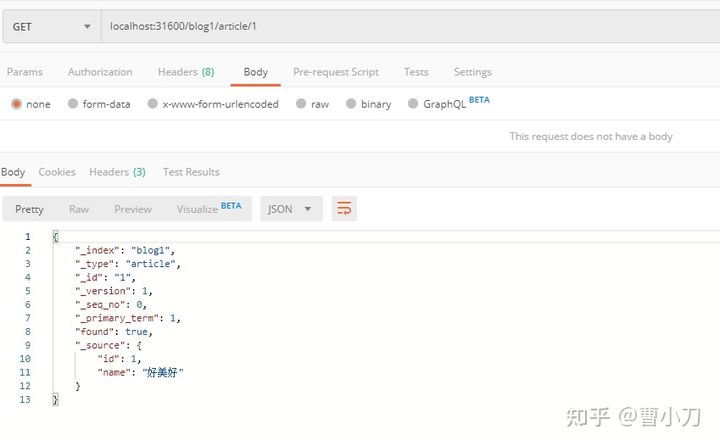 GET localhost:31600/blog1/article/1
Params Authorization Headers (8) Body Pre-request Script Tests Settings
none form-data x-www-form-urlencoded raw binary GraphQL BETA
This request does not have a body
Body Cookies Headers (3) Test Results
Pretty Raw Preview Visualize BETA JSON
1 {
2 "_index": "blog1",
3 "_type": "article",
4 "_id": "1",
5 "_version": 1,
6 "_seq_no": 0,
7 "_primary_term": 1,
8 "found": true,
9 "_source": {
10 "id": 1,
11 "name": "好美好"
12 }
13 }
知乎 @曹小刀